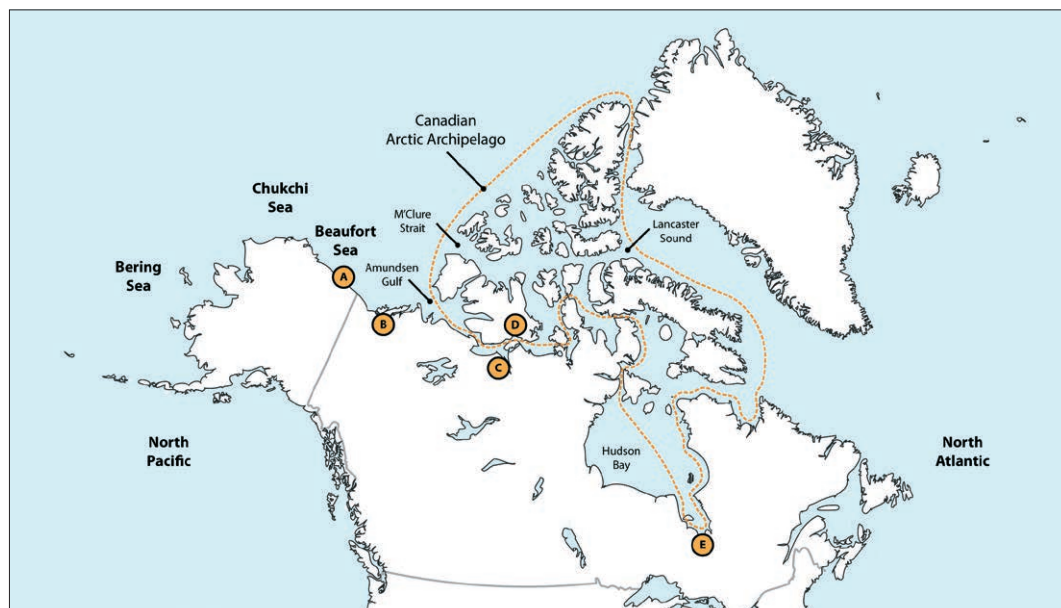 Canadian
Arctic Archipelago
Chukchi
Sea
M'Clure
Strait
Lancaster
Sound
Beaufort
Sea
Bering
Sea
Amundsen
Gulf
A
B
D
C
North
Pacific
Hudson
Bay
North
Atlantic
E